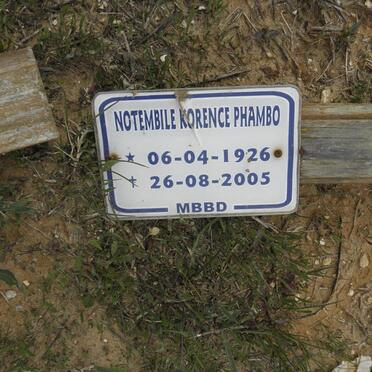 NOTEMBILE KORENCE PHAMBO
★ 06-04-1926
✝ 26-08-2005
MBBD